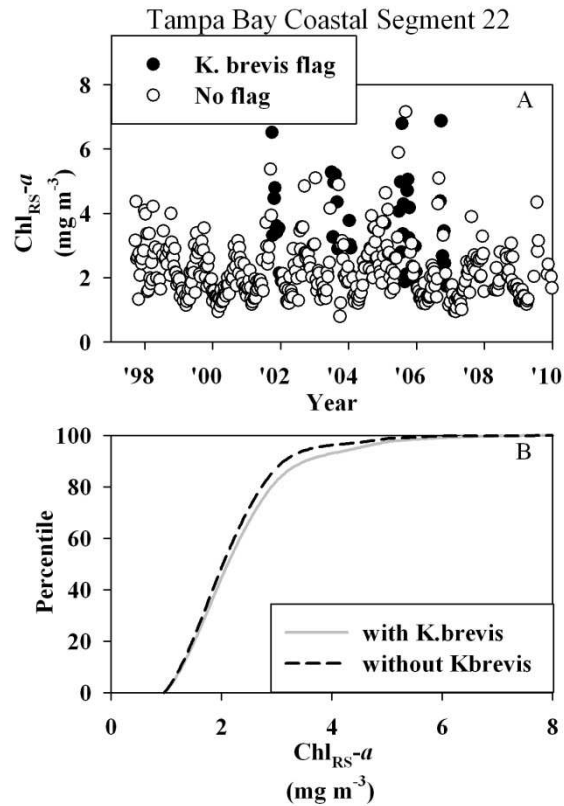 Tampa Bay Coastal Segment 22
K. brevis flag
No flag
A
8
6
4
2
0
Chl_RS-a
(mg m⁻³)
'98 '00 '02 '04 '06 '08 '10
Year
B
100
80
60
40
20
0
Percentile
with K.brevis
without Kbrevis
0 2 4 6 8
Chl_RS-a
(mg m⁻³)